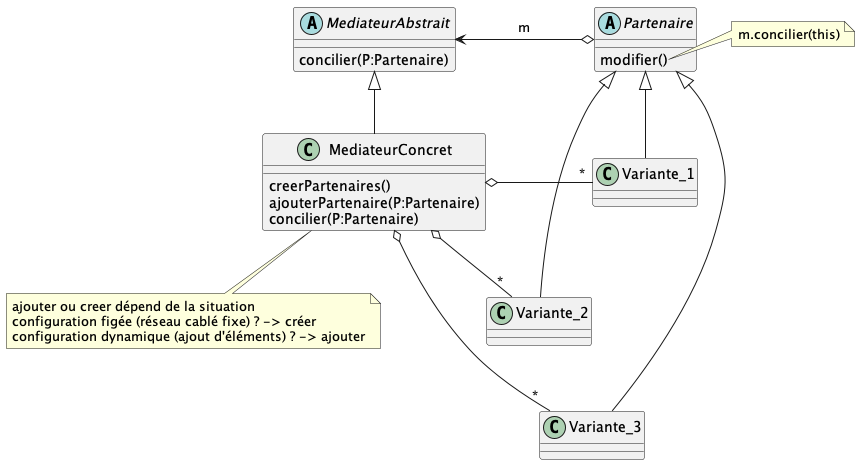 A MediateurAbstrait
concilier(P:Partenaire)
m
A Partenaire
modifier()
m.concilier(this)
C MediateurConcret
creerPartenaires()
ajouterPartenaire(P:Partenaire)
concilier(P:Partenaire)
*
C Variante_1
*
C Variante_2
ajouter ou creer dépend de la situation
configuration figée (réseau cablé fixe) ? -> créer
configuration dynamique (ajout d'éléments) ? -> ajouter
*
C Variante_3